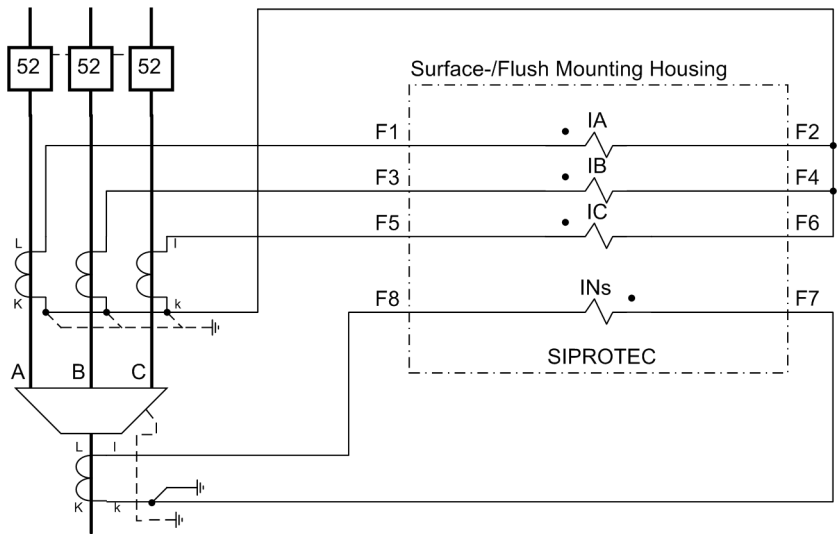 52 52 52
Surface-/Flush Mounting Housing
F1 IA F2
F3 IB F4
F5 IC F6
L l
K k
F8 INs F7
SIPROTEC
A B C
L l
K k